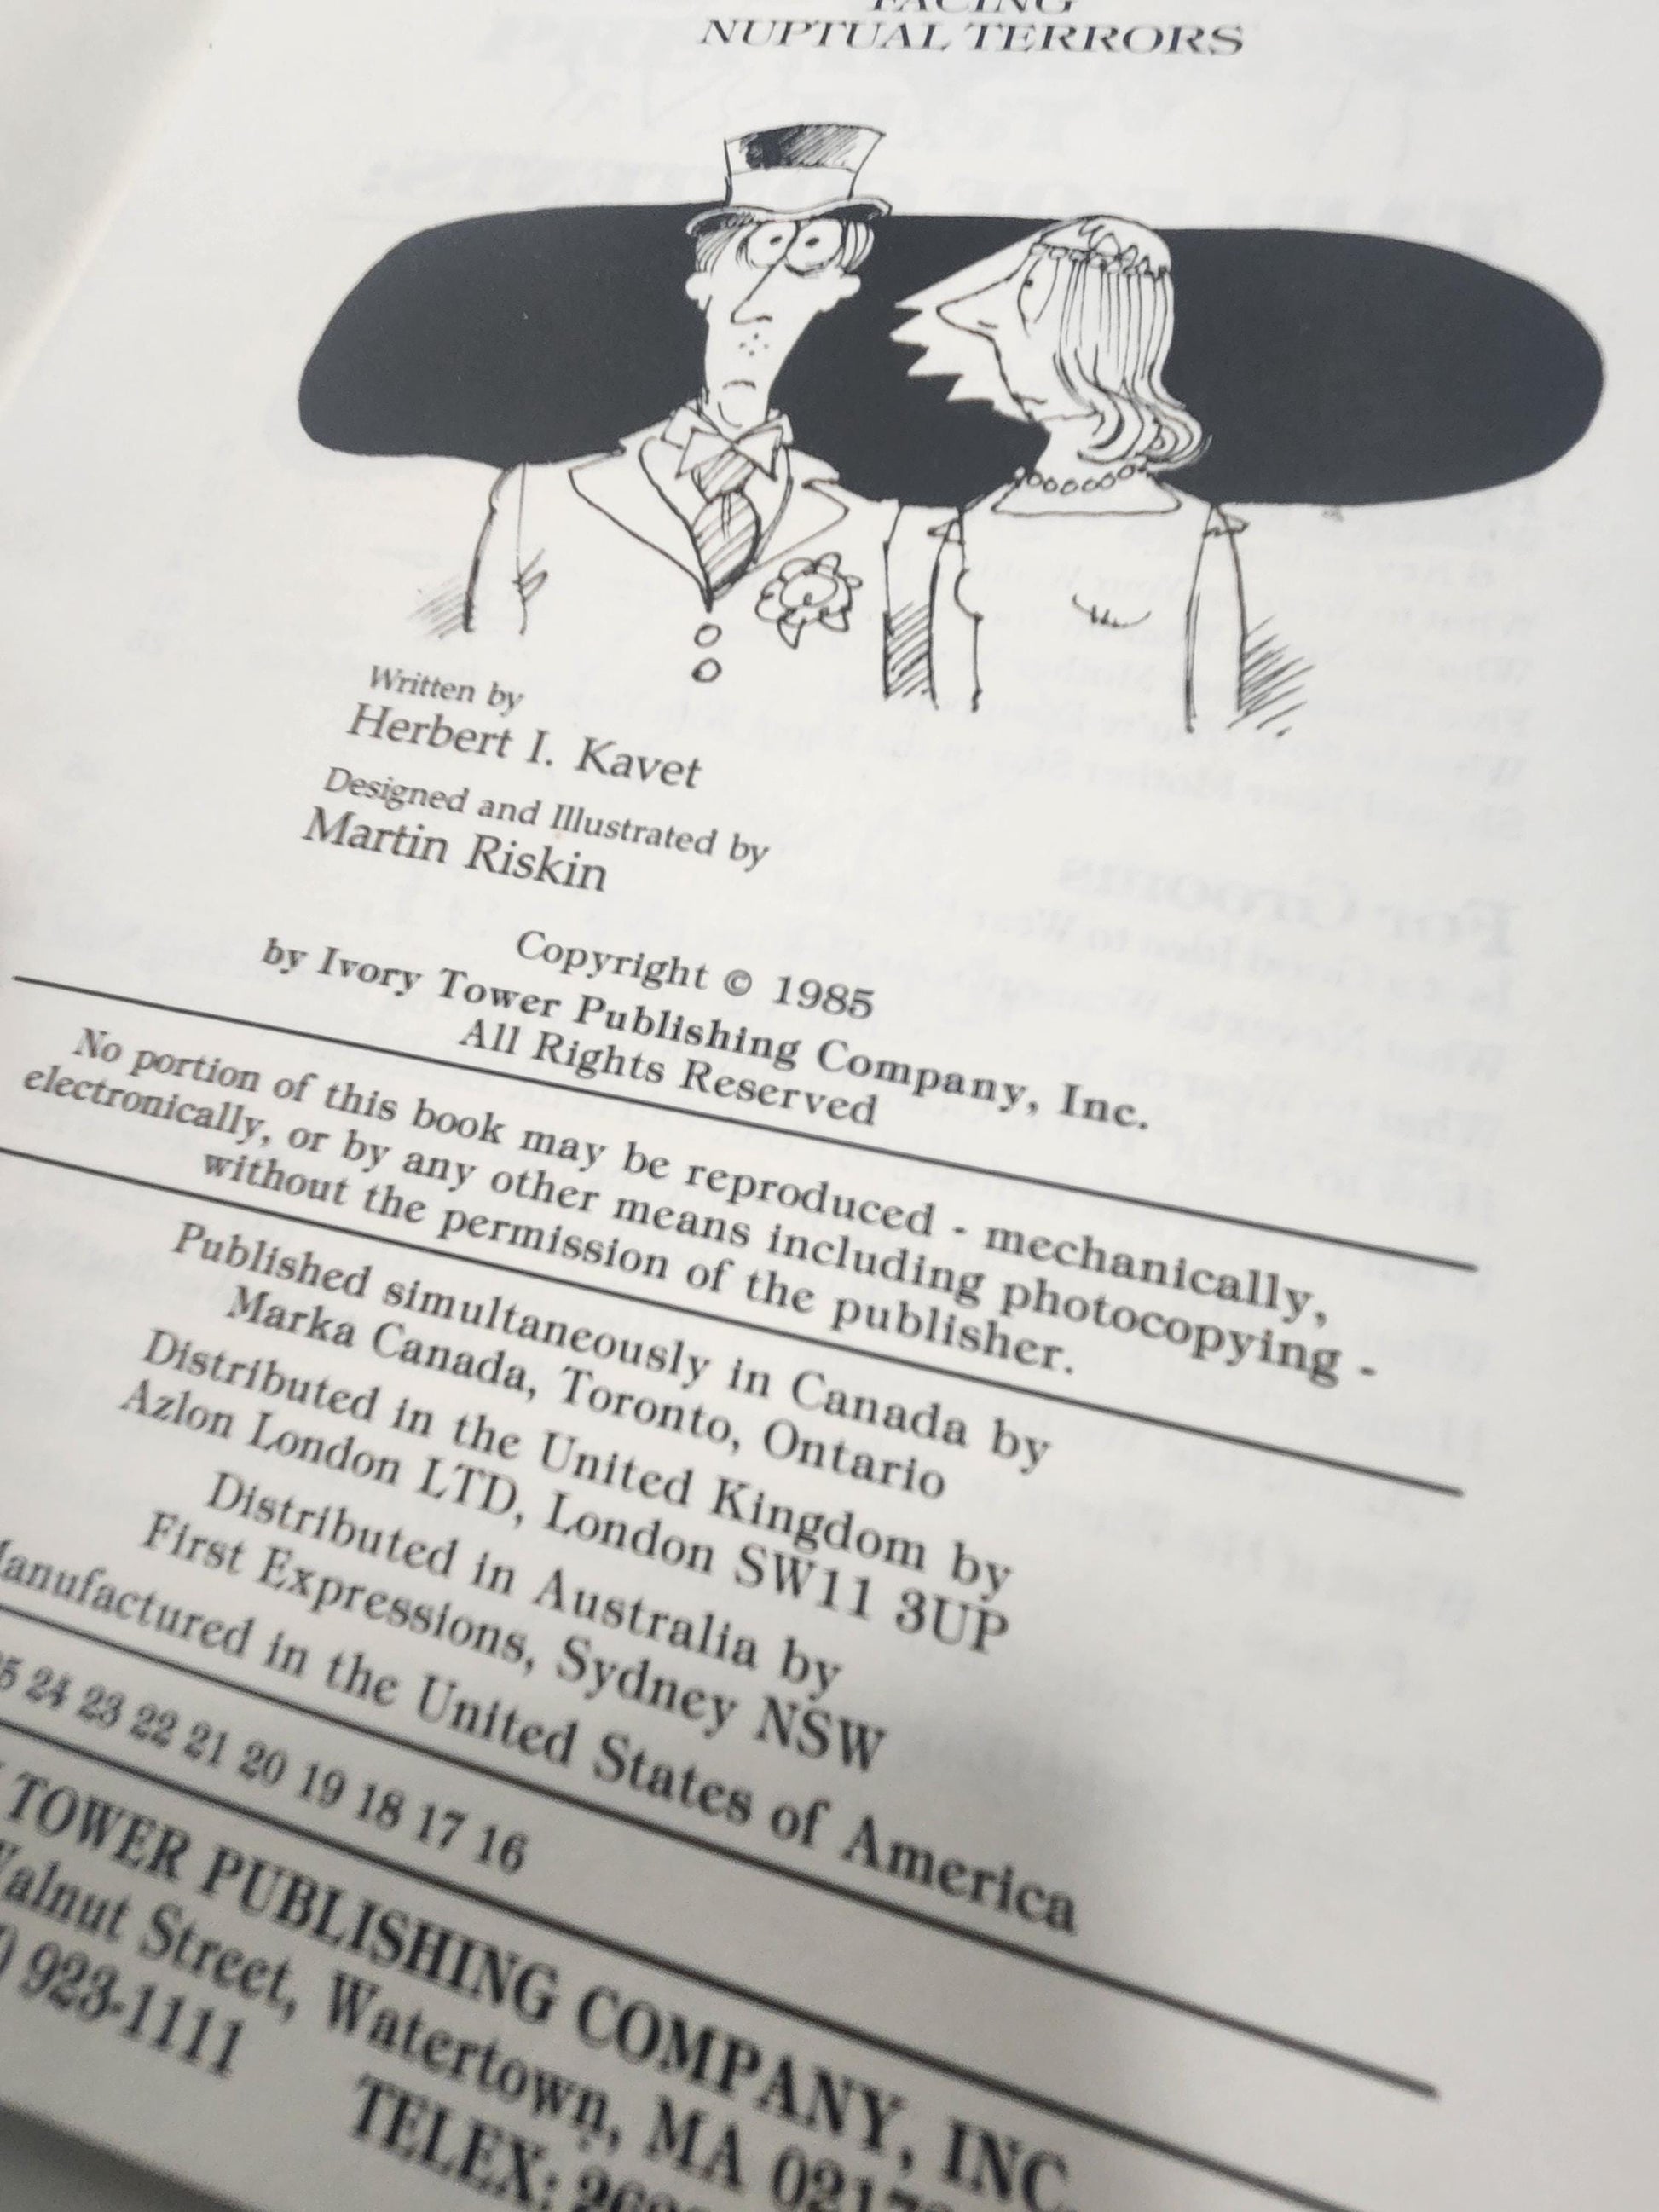 FACING
NUPTUAL TERRORS
Written by
Herbert I. Kavet
Designed and Illustrated by
Martin Riskin
Copyright © 1985
by Ivory Tower Publishing Company, Inc.
All Rights Reserved
No portion of this book may be reproduced - mechanically,
electronically, or by any other means including photocopying -
without the permission of the publisher.
Published simultaneously in Canada by
Marka Canada, Toronto, Ontario
Distributed in the United Kingdom by
Azlon London LTD, London SW11 3UP
Distributed in Australia by
First Expressions, Sydney NSW
Manufactured in the United States of America
24 23 22 21 20 19 18 17 16
TOWER PUBLISHING COMPANY, INC.
Walnut Street, Watertown, MA
923-1111 TELEX: